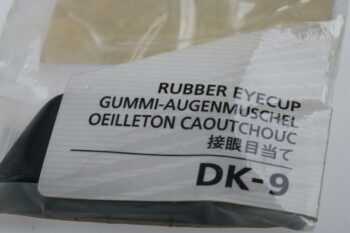 RUBBER EYECUP
GUMMI-AUGENMUSCHEL
OEILLETON CAOUTCHOUC
接眼目当て
DK-9